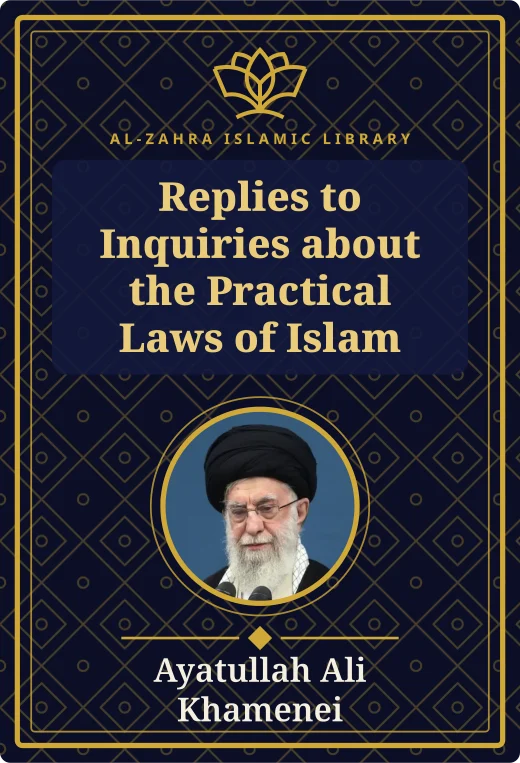 AL-ZAHRA ISLAMIC LIBRARY
Replies to
Inquiries about
the Practical
Laws of Islam
Ayatullah Ali
Khamenei